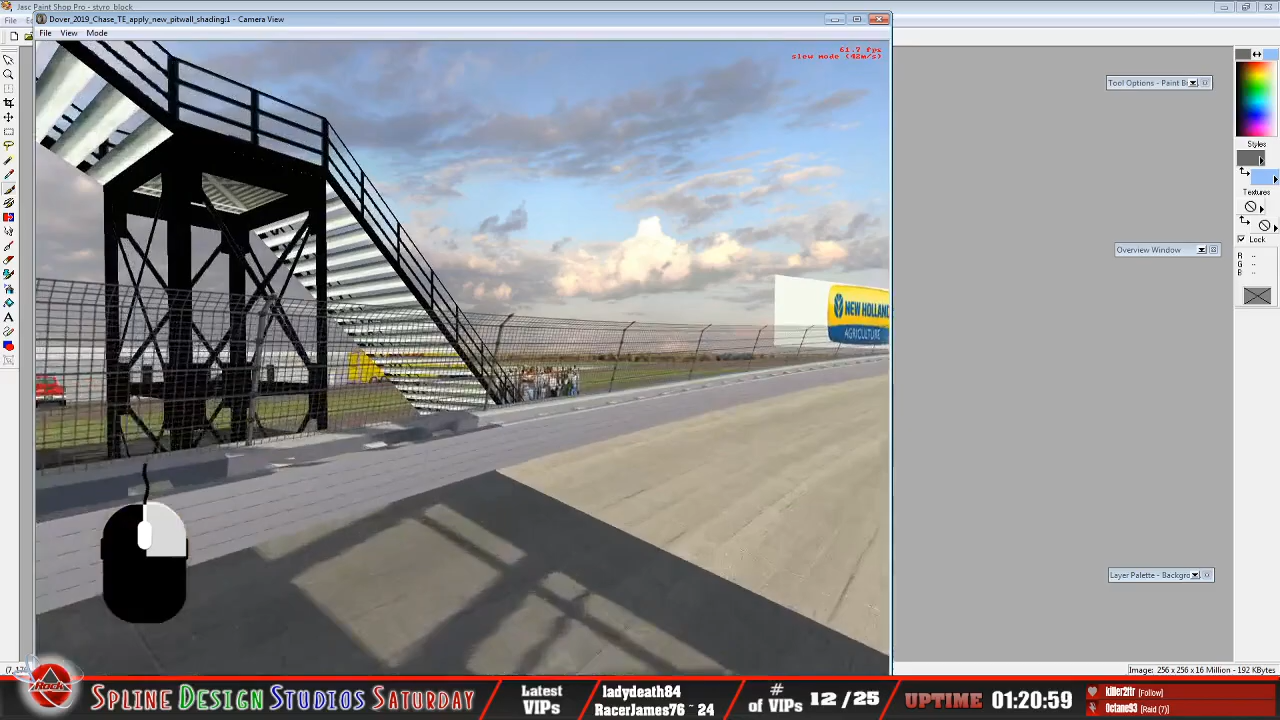 Jasc Paint Shop Pro - styro_block
Dover_2019_Chase_TE_apply_new_pitwall_shading:1 - Camera View
File View Mode
61.7 fps
slow mode (42m/s)
NEW HOLLAND
AGRICULTURE
Tool Options - Paint B
Styles
Textures
Lock
R --
G --
B --
Overview Window
Layer Palette - Backgro
Image: 256 x 256 x 16 Million - 192 KBytes
SPLINE DESIGN STUDIOS SATURDAY
Latest VIPs
ladydeath84
RacerJames76 ~ 24
# of VIPs
12 /25
UPTIME
01:20:59
killer2ltr [Follow]
Octane93 [Raid (7)]